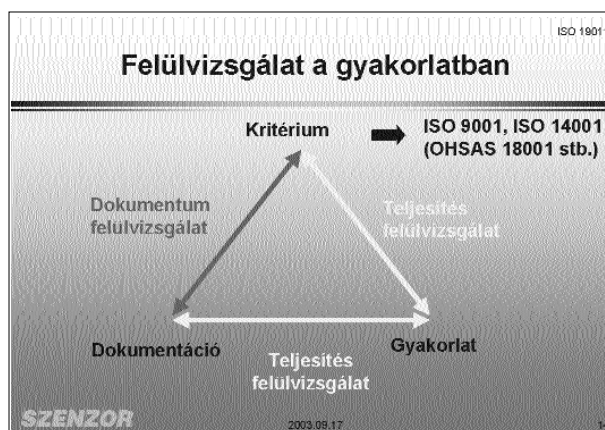 ISO 19011
Felülvizsgálat a gyakorlatban
Kritérium
ISO 9001, ISO 14001
(OHSAS 18001 stb.)
Dokumentum
felülvizsgálat
Teljesítés
felülvizsgálat
Dokumentáció
Gyakorlat
Teljesítés
felülvizsgálat
SZENZOR
2003.09.17